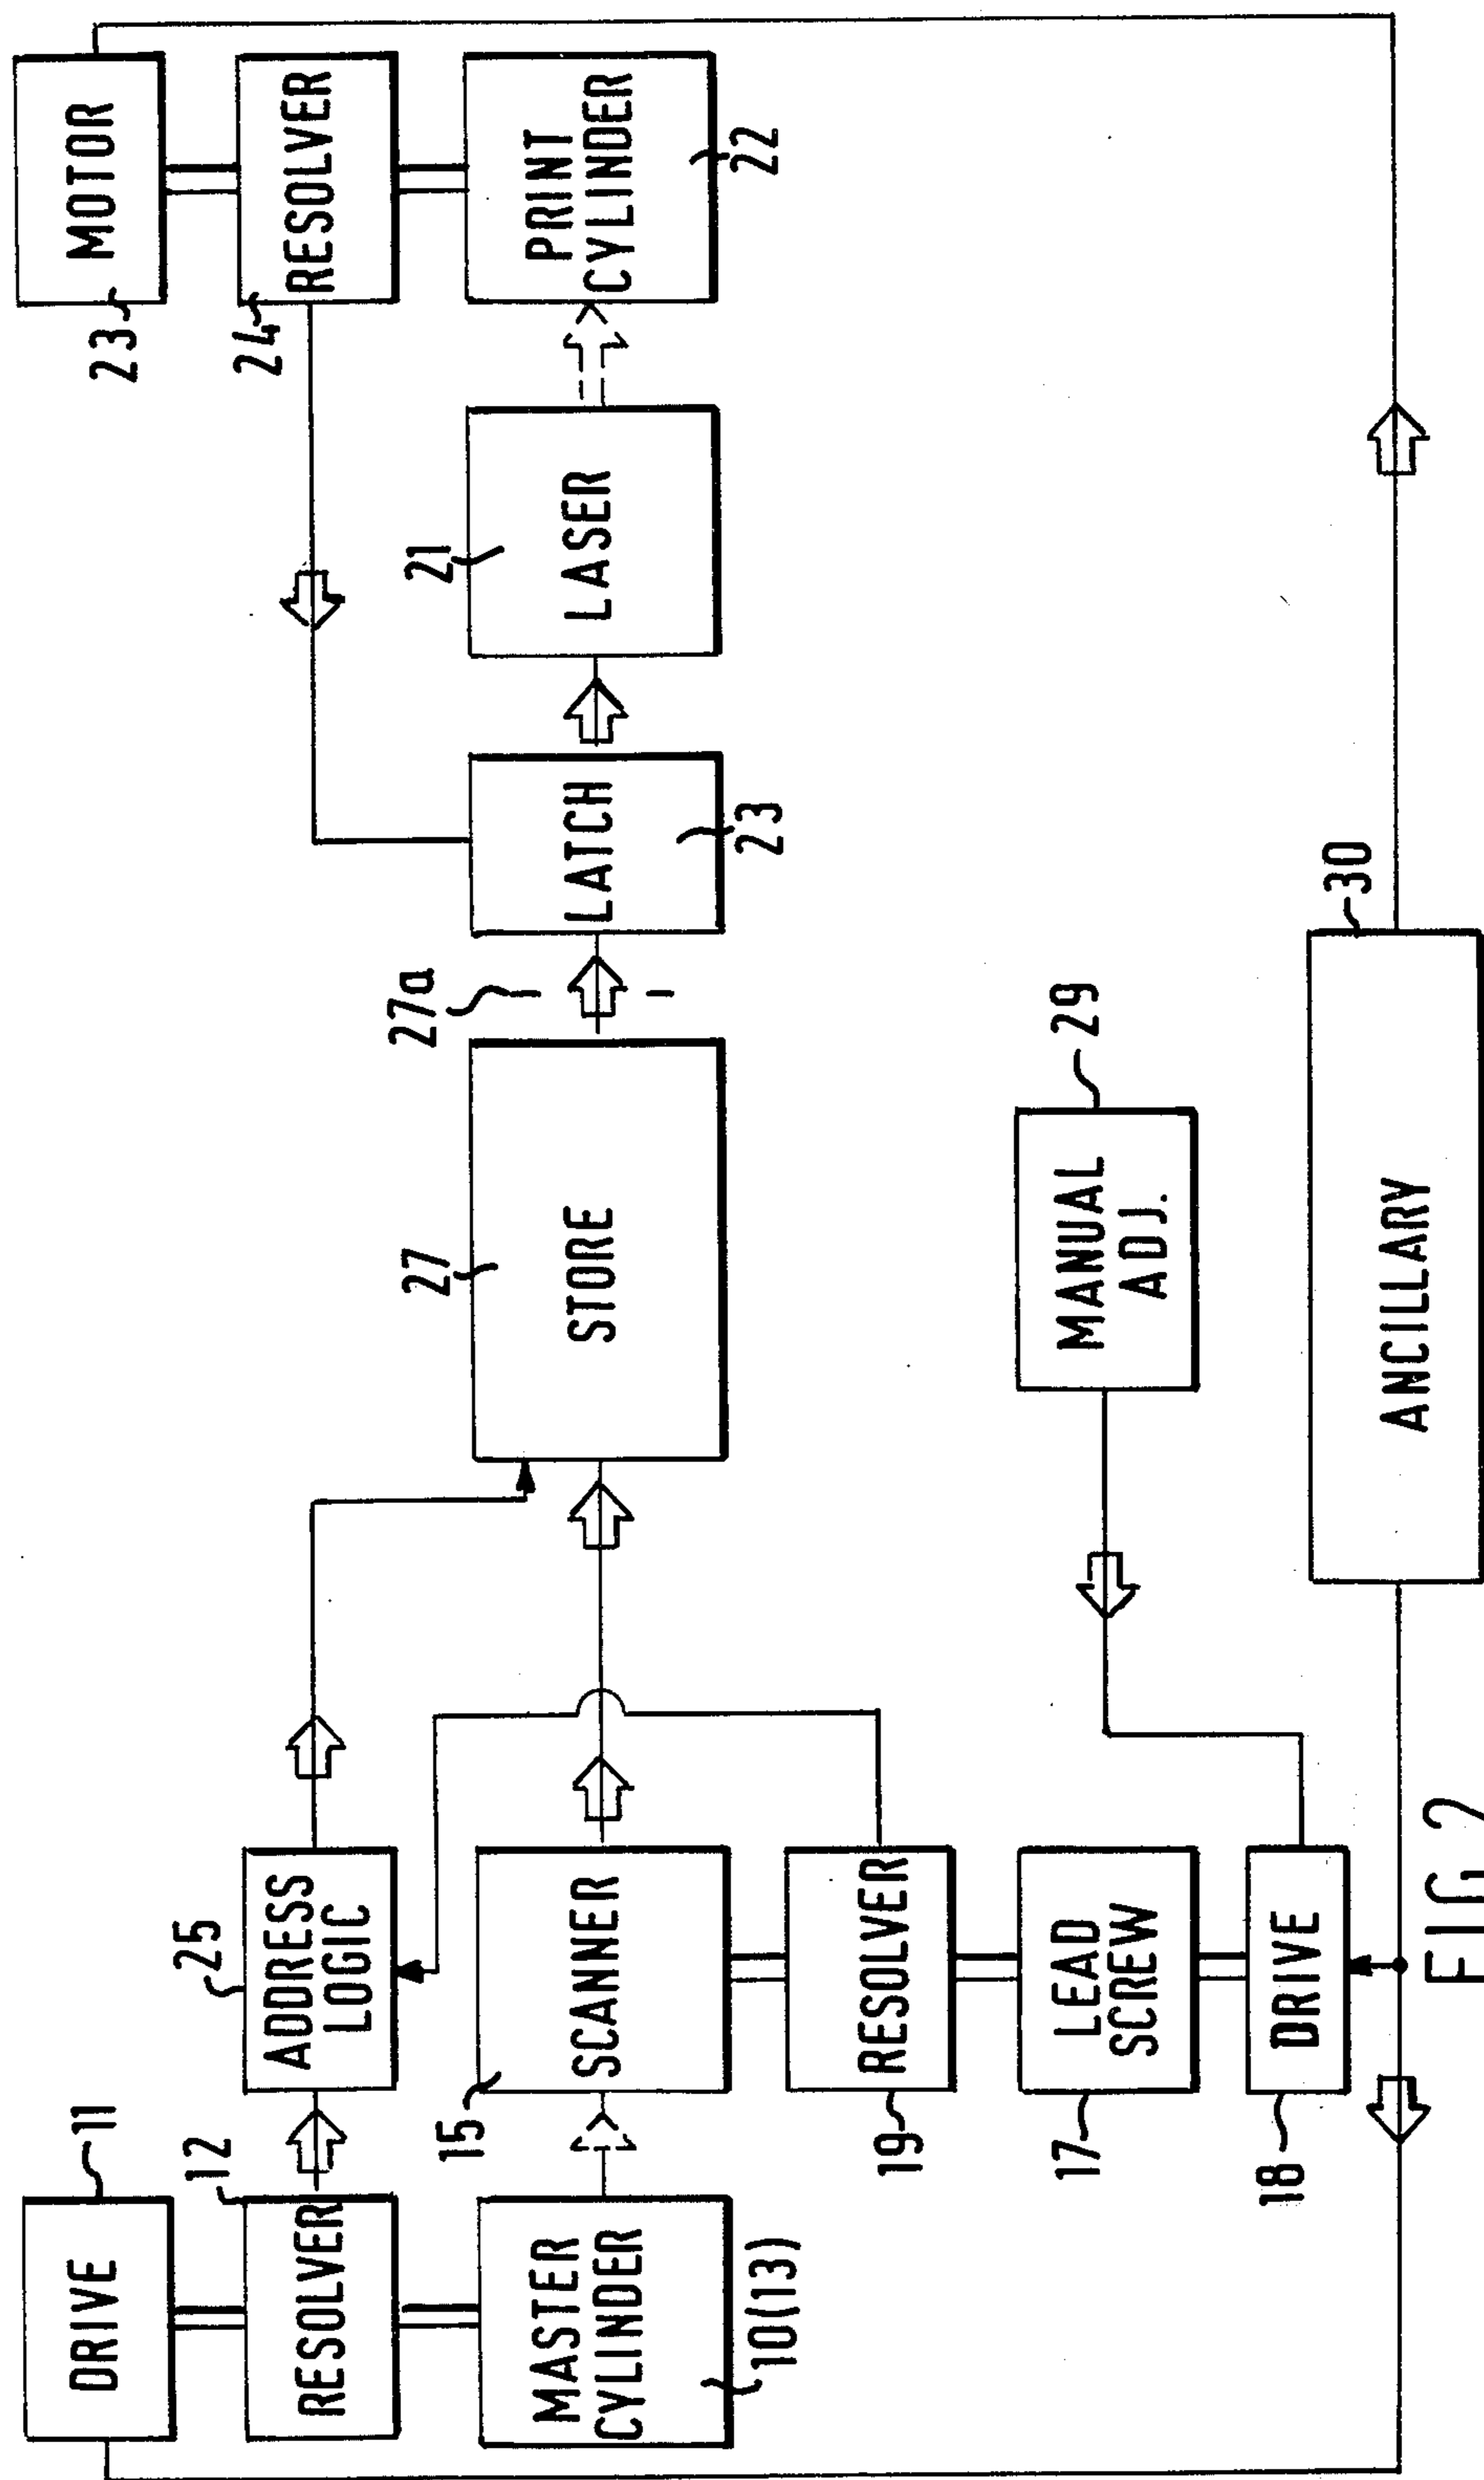 DRIVE
11
RESOLVER
12
MASTER
CYLINDER
10(13)
ADDRESS
LOGIC
25
SCANNER
15
RESOLVER
19
LEAD
SCREW
17
DRIVE
18
STORE
27
27a
MANUAL
ADJ.
29
ANCILLARY
30
LATCH
23
LASER
21
MOTOR
23
RESOLVER
24
PRINT
CYLINDER
22
FIG 2